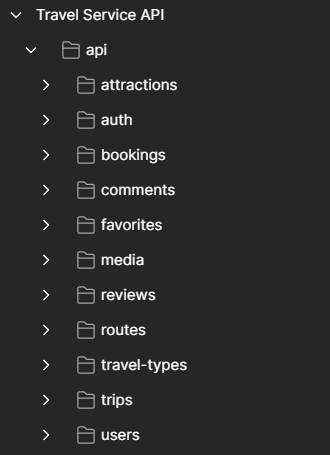 Travel Service API
api
attractions
auth
bookings
comments
favorites
media
reviews
routes
travel-types
trips
users